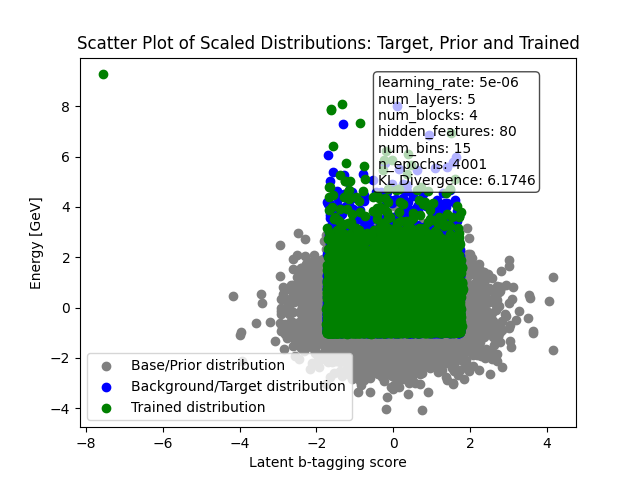 Scatter Plot of Scaled Distributions: Target, Prior and Trained
learning_rate: 5e-06
num_layers: 5
num_blocks: 4
hidden_features: 80
num_bins: 15
n_epochs: 4001
KL Divergence: 6.1746
Energy [GeV]
8
6
4
2
0
−2
−4
Base/Prior distribution
Background/Target distribution
Trained distribution
−8 −6 −4 −2 0 2 4
Latent b-tagging score